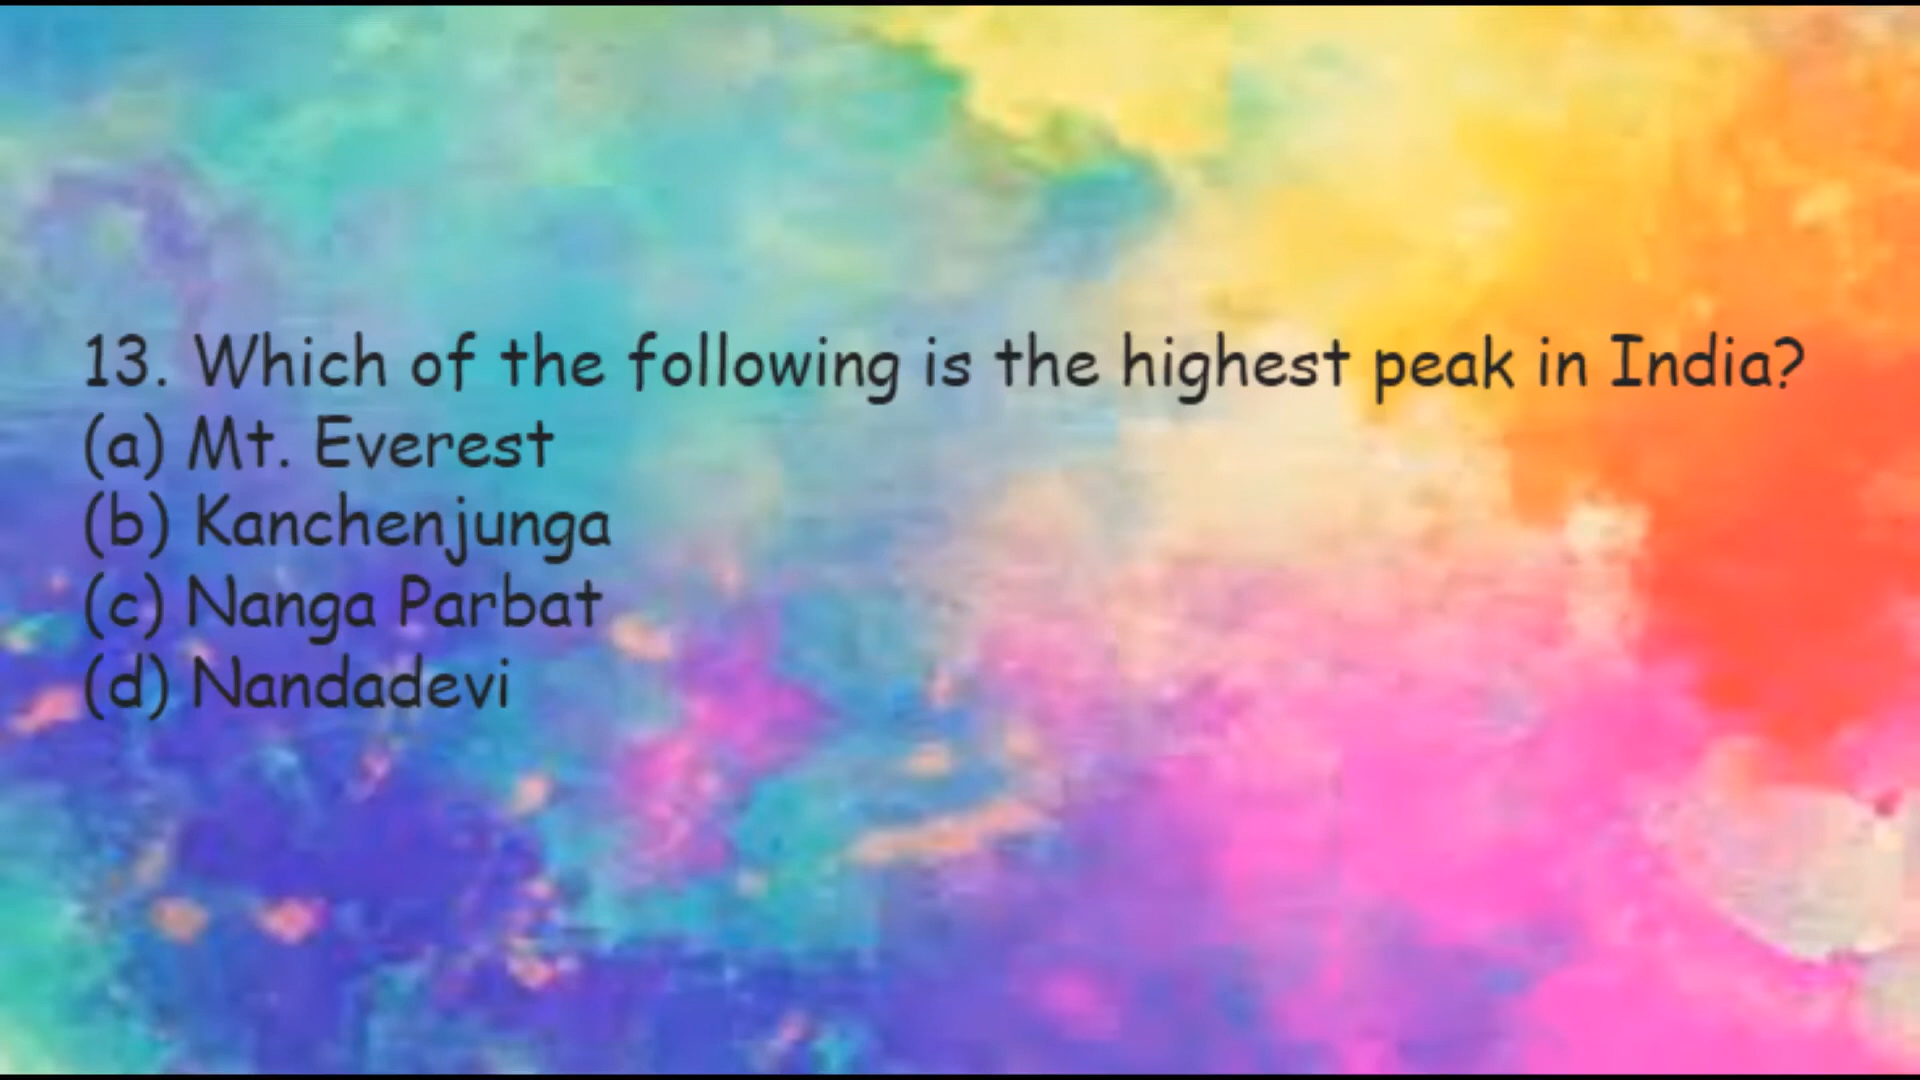 13. Which of the following is the highest peak in India?
(a) Mt. Everest
(b) Kanchenjunga
(c) Nanga Parbat
(d) Nandadevi